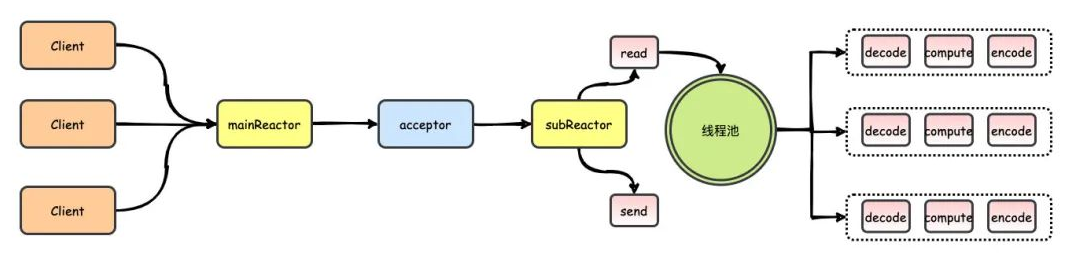 Client
Client
Client
mainReactor
acceptor
subReactor
read
send
线程池
decode compute encode
decode compute encode
decode compute encode